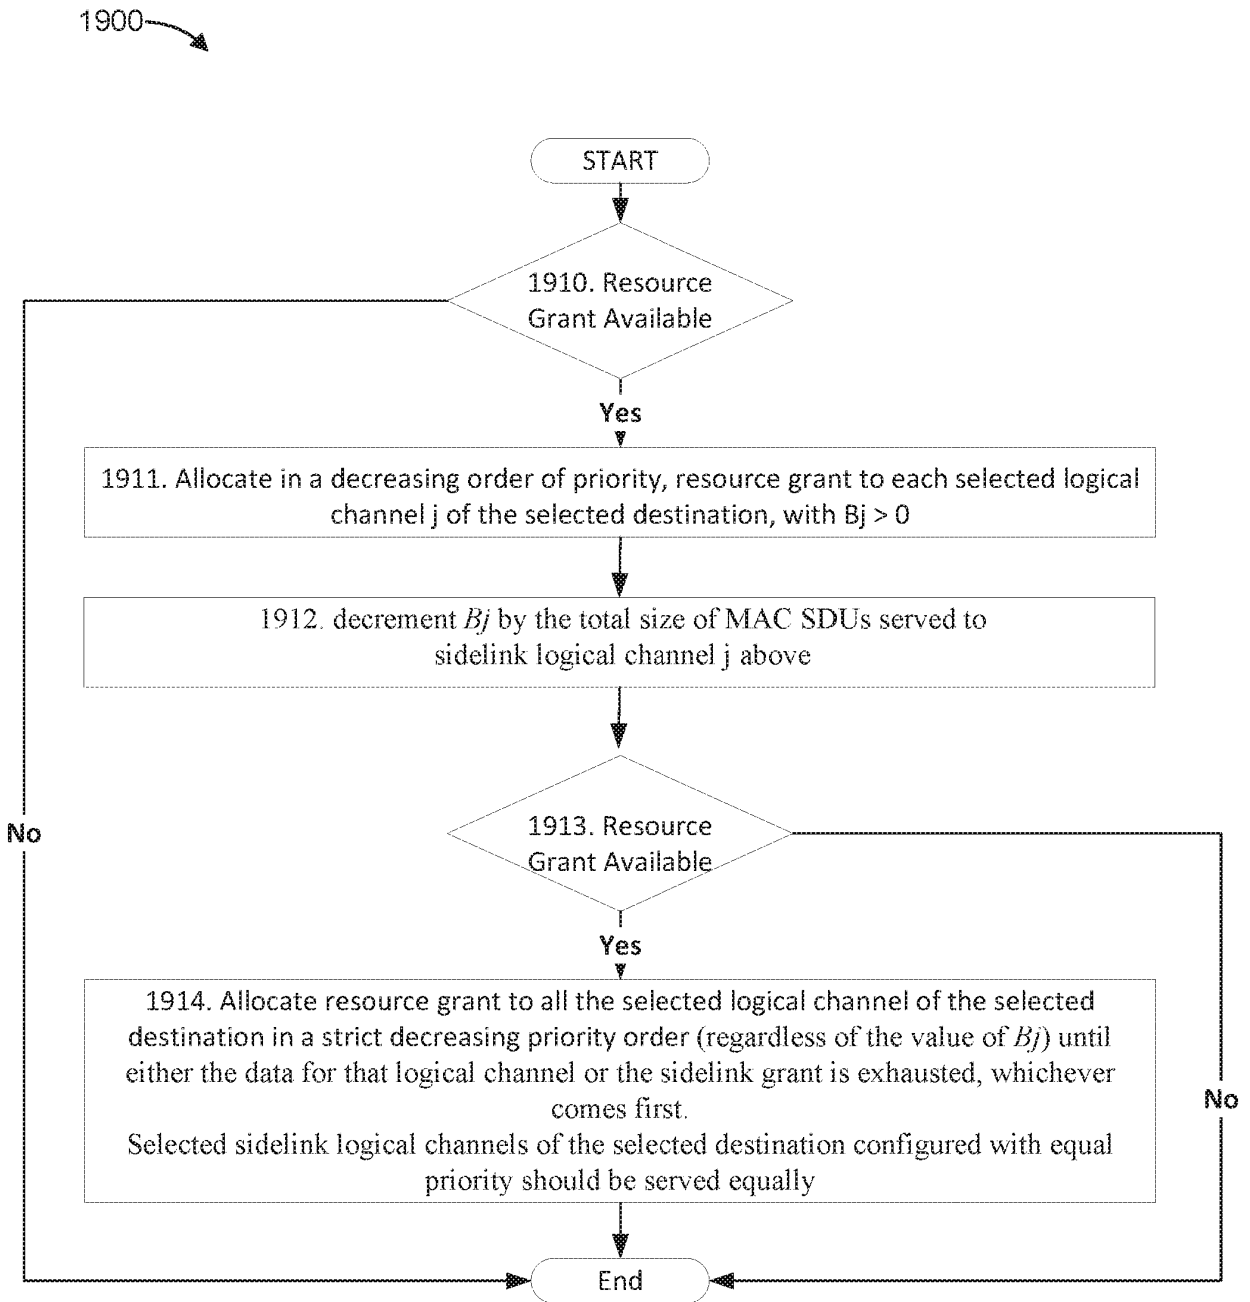 1900
START
1910. Resource
Grant Available
Yes
1911. Allocate in a decreasing order of priority, resource grant to each selected logical
channel j of the selected destination, with Bj > 0
1912. decrement Bj by the total size of MAC SDUs served to
sidelink logical channel j above
No
1913. Resource
Grant Available
Yes
1914. Allocate resource grant to all the selected logical channel of the selected
destination in a strict decreasing priority order (regardless of the value of Bj) until
either the data for that logical channel or the sidelink grant is exhausted, whichever
comes first.
Selected sidelink logical channels of the selected destination configured with equal
priority should be served equally
No
End